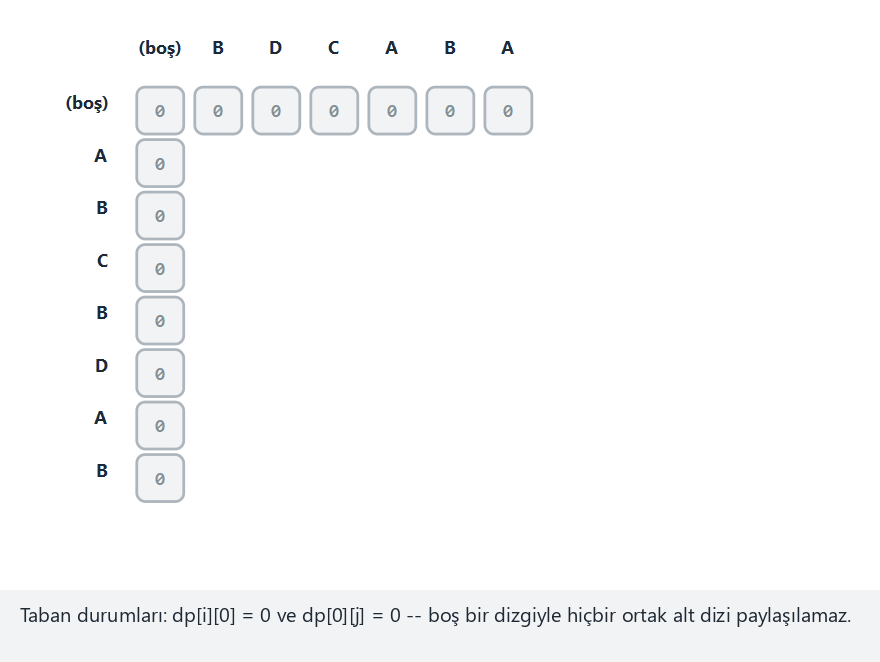 (boş) B D C A B A
(boş) 0 0 0 0 0 0 0
A 0
B 0
C 0
B 0
D 0
A 0
B 0
Taban durumları: dp[i][0] = 0 ve dp[0][j] = 0 -- boş bir dizgiyle hiçbir ortak alt dizi paylaşılamaz.